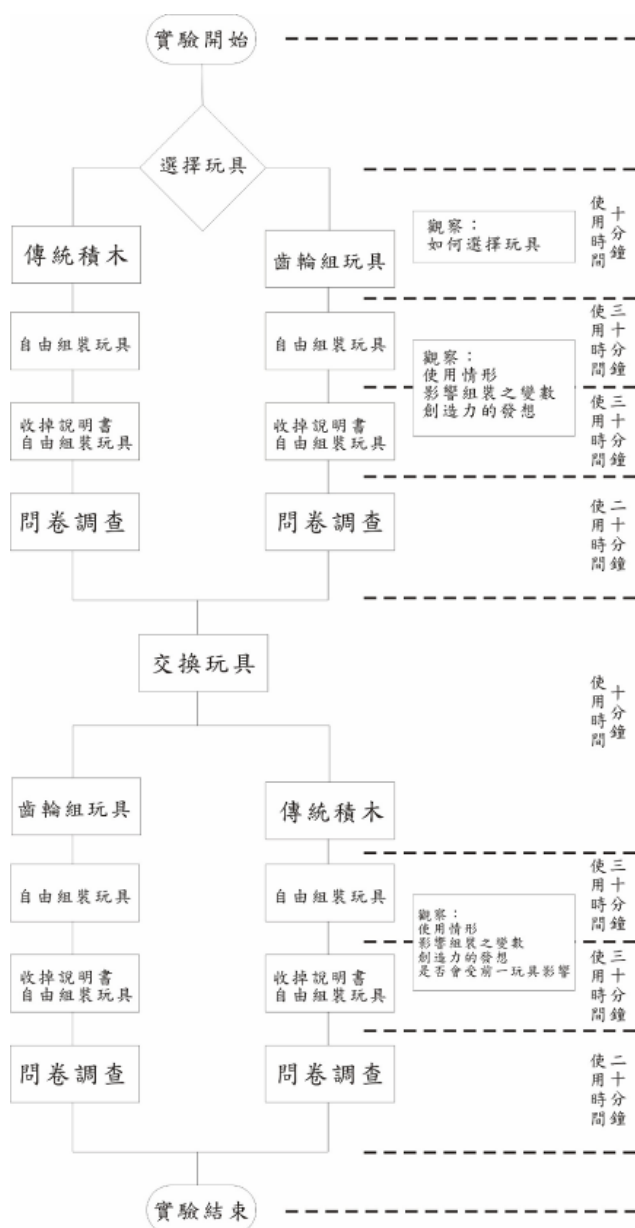 實驗開始
選擇玩具
傳統積木
齒輪組玩具
觀察：
如何選擇玩具
使用時間
十分鐘
自由組裝玩具
自由組裝玩具
觀察：
使用情形
影響組裝之變數
創造力的發想
使用時間
三十分鐘
收掉說明書
自由組裝玩具
收掉說明書
自由組裝玩具
使用時間
三十分鐘
問卷調查
問卷調查
使用時間
二十分鐘
交換玩具
使用時間
十分鐘
齒輪組玩具
傳統積木
自由組裝玩具
自由組裝玩具
觀察：
使用情形
影響組裝之變數
創造力的發想
是否會受前一玩具影響
使用時間
三十分鐘
收掉說明書
自由組裝玩具
收掉說明書
自由組裝玩具
使用時間
三十分鐘
問卷調查
問卷調查
使用時間
二十分鐘
實驗結束